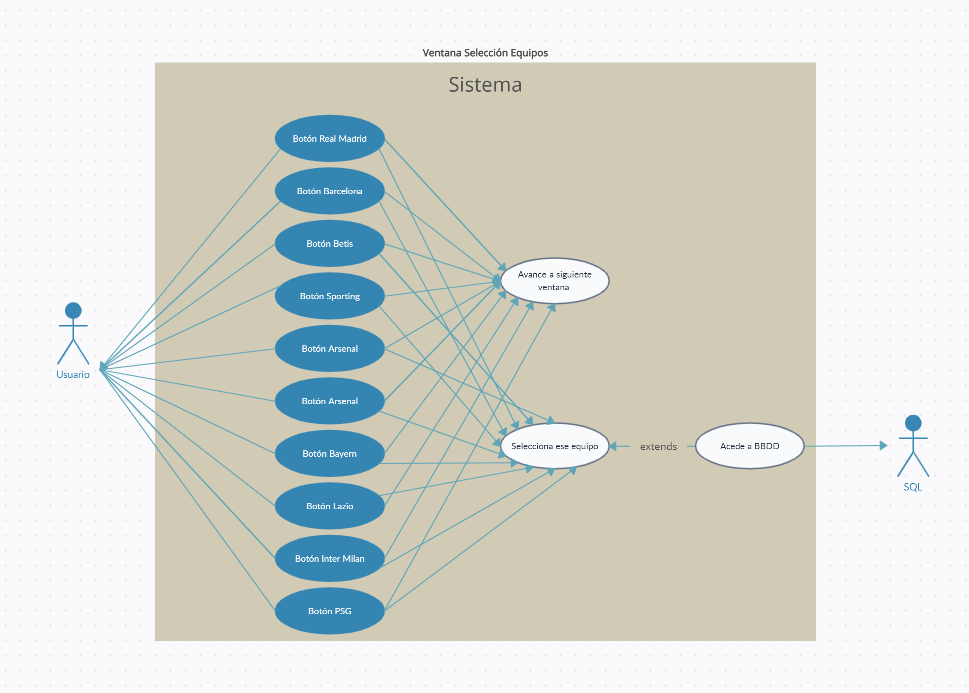 Ventana Selección Equipos
Sistema
Botón Real Madrid
Botón Barcelona
Botón Betis
Botón Sporting
Botón Arsenal
Botón Arsenal
Botón Bayern
Botón Lazio
Botón Inter Milan
Botón PSG
Avance a siguiente
ventana
Selecciona ese equipo
extends
Acede a BBDD
Usuario
SQL